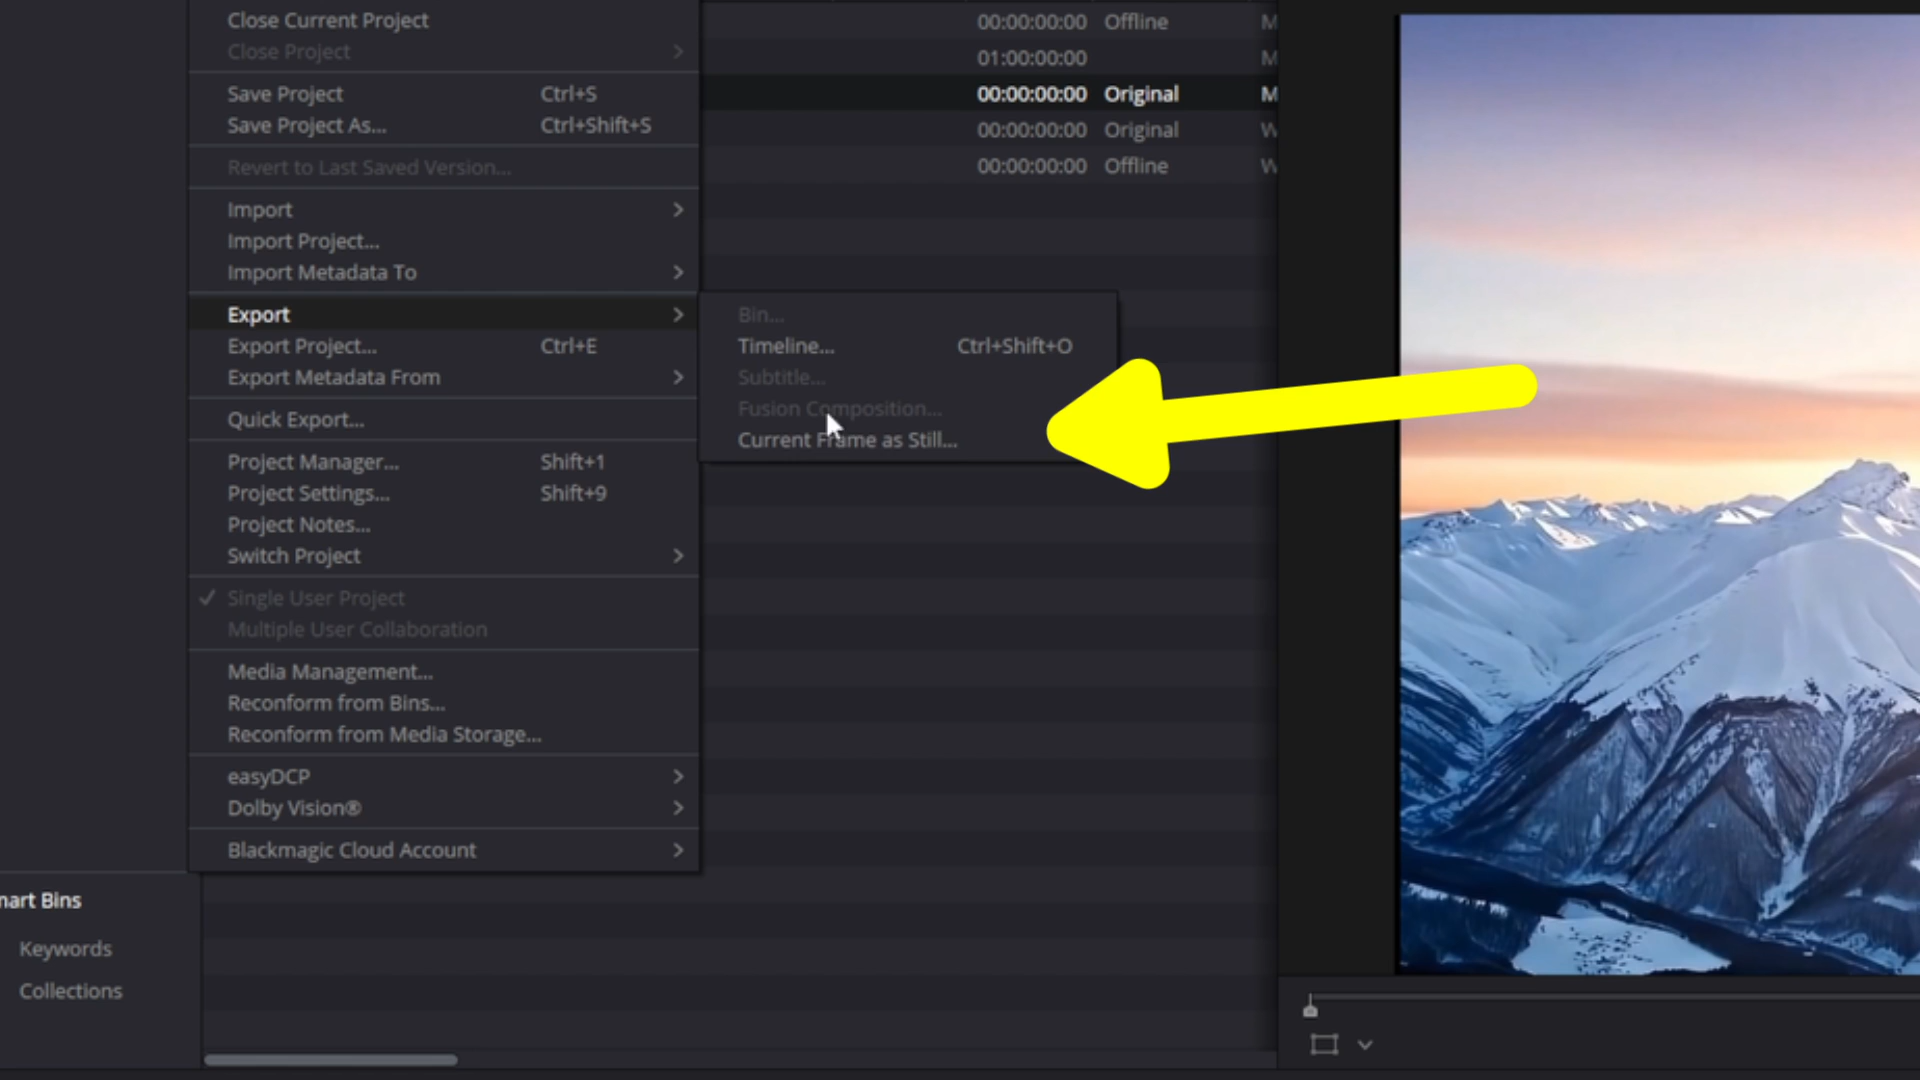 Close Current Project
Close Project
Save Project Ctrl+S
Save Project As... Ctrl+Shift+S
Revert to Last Saved Version...
Import
Import Project...
Import Metadata To
Export
Export Project... Ctrl+E
Export Metadata From
Quick Export...
Project Manager... Shift+1
Project Settings... Shift+9
Project Notes...
Switch Project
Single User Project
Multiple User Collaboration
Media Management...
Reconform from Bins...
Reconform from Media Storage...
easyDCP
Dolby Vision®
Blackmagic Cloud Account
Bin...
Timeline... Ctrl+Shift+O
Subtitle...
Fusion Composition...
Current Frame as Still...
00:00:00:00 Offline M
01:00:00:00 M
00:00:00:00 Original M
00:00:00:00 Original
00:00:00:00 Offline
Bins
Keywords
Collections